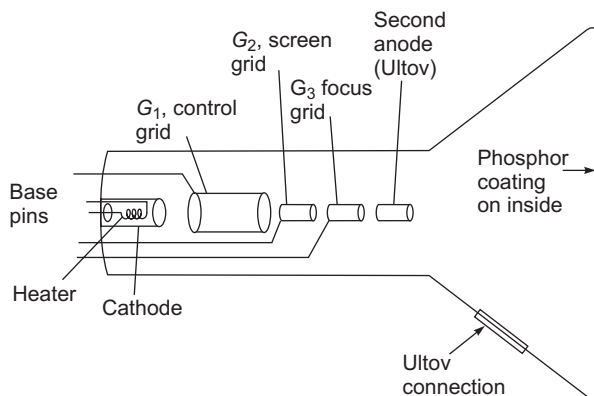 Second
anode
(Ultov)
G2, screen
grid
G3 focus
grid
G1, control
grid
Phosphor
coating
on inside
Base
pins
Heater
Cathode
Ultov
connection